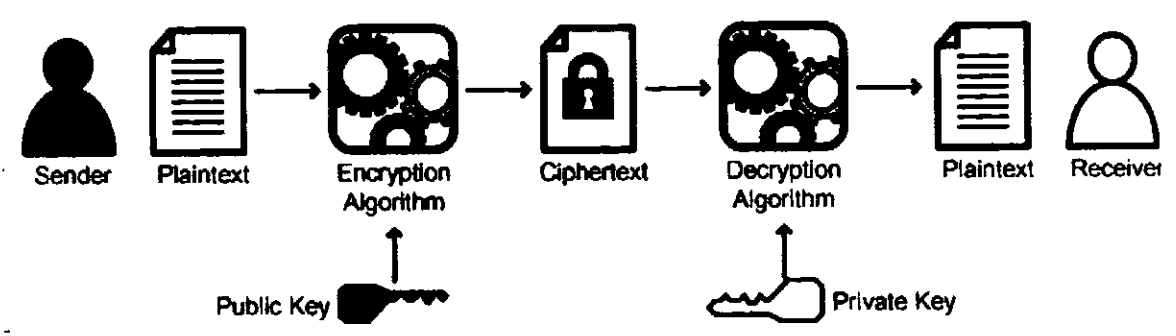 Sender
Plaintext
Encryption
Algorithm
Ciphertext
Decryption
Algorithm
Plaintext
Receiver
Public Key
Private Key